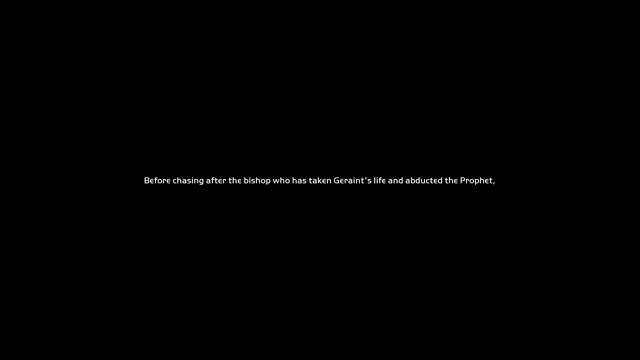 Before chasing after the bishop who has taken Geraint's life and abducted the Prophet,